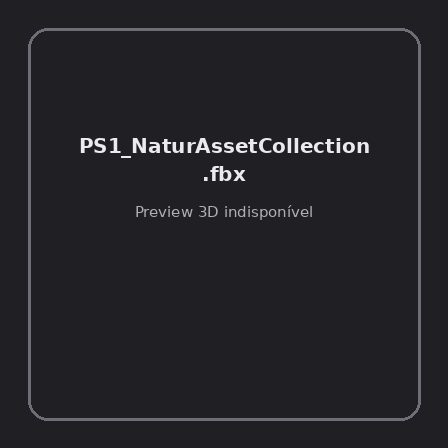 PS1_NaturAssetCollection
.fbx
Preview 3D indisponível